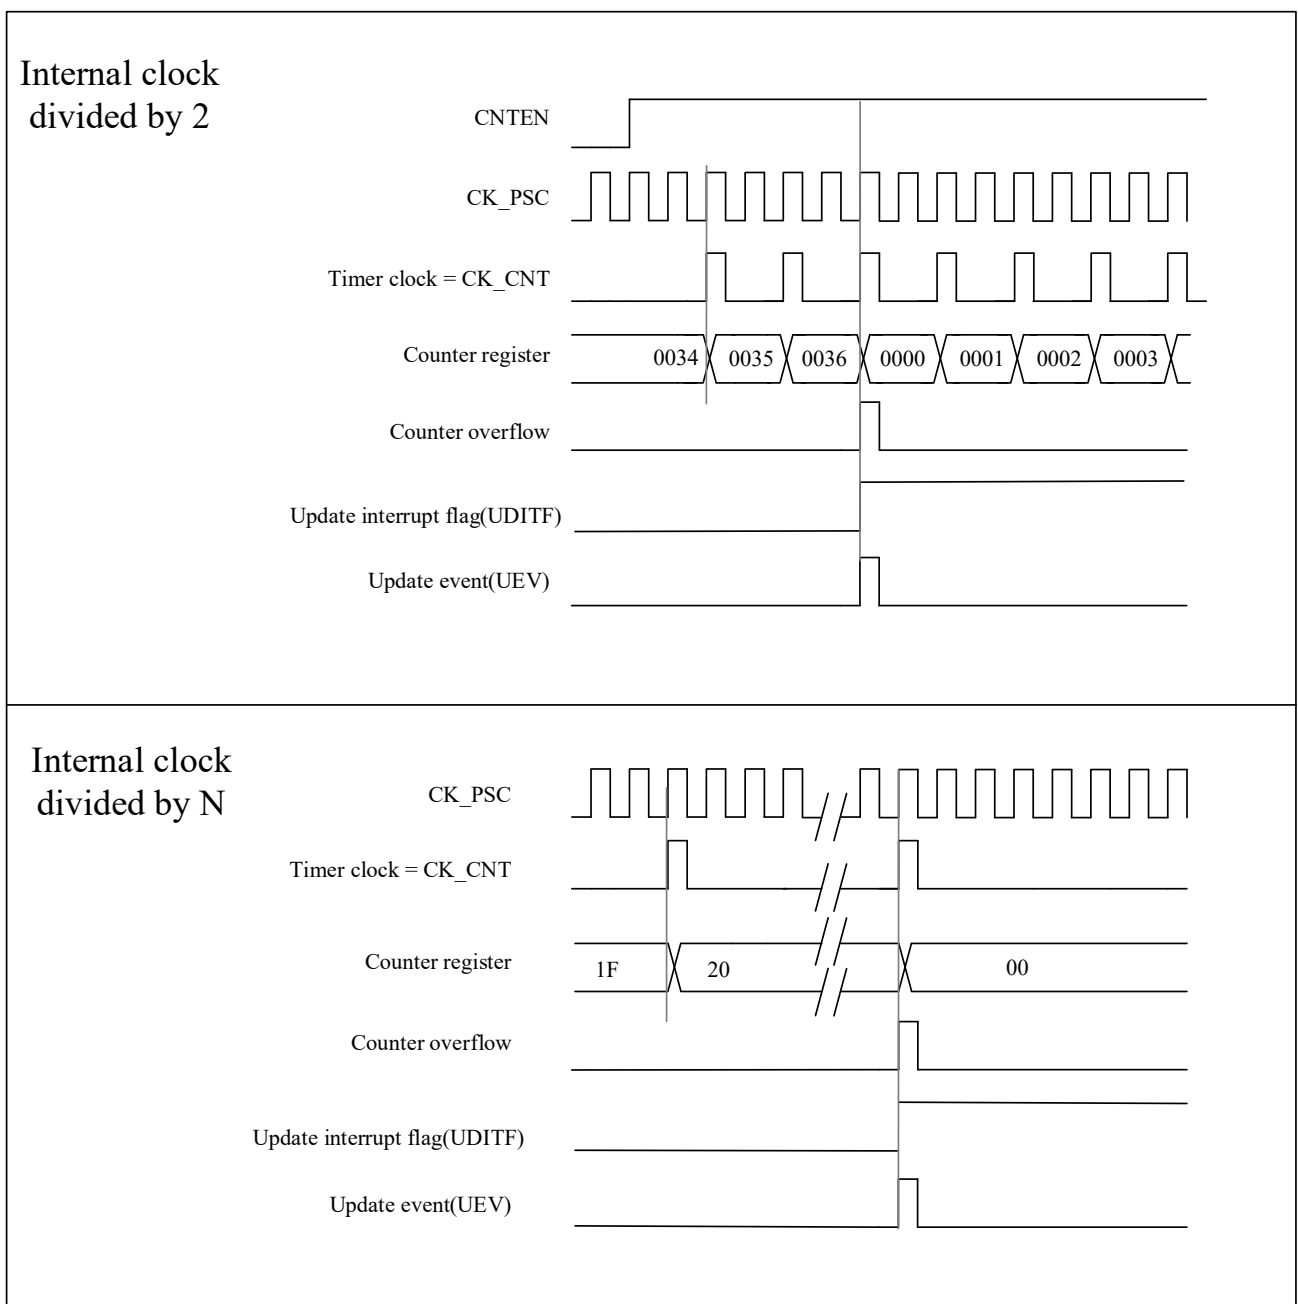 Internal clock
divided by 2
CNTEN
CK_PSC
Timer clock = CK_CNT
Counter register
0034 0035 0036 0000 0001 0002 0003
Counter overflow
Update interrupt flag(UDITF)
Update event(UEV)
Internal clock
divided by N
CK_PSC
Timer clock = CK_CNT
Counter register
1F 20 00
Counter overflow
Update interrupt flag(UDITF)
Update event(UEV)